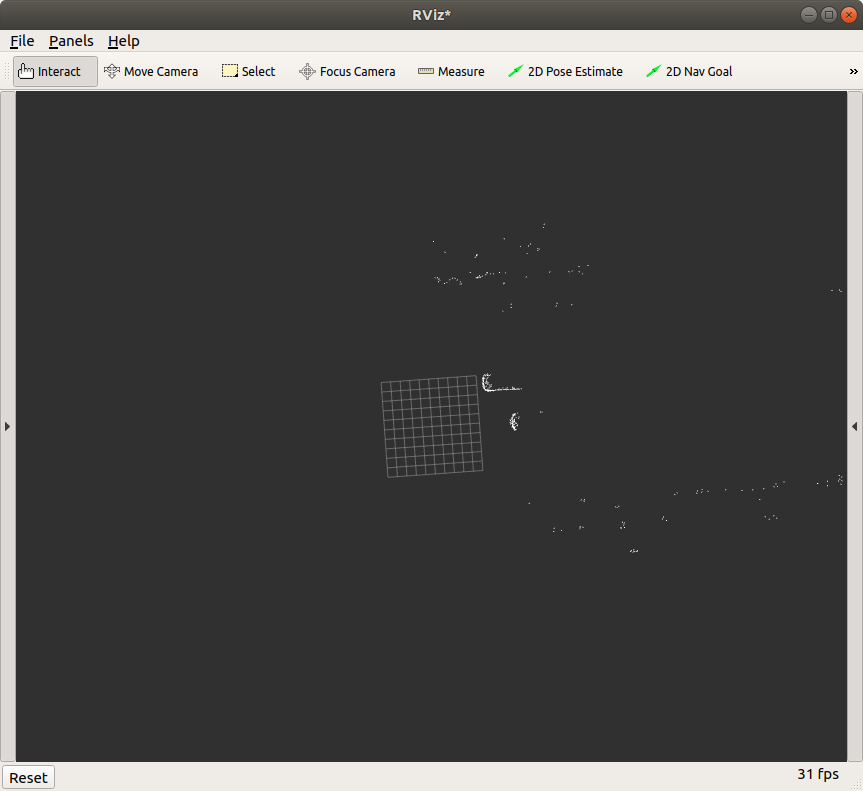 RViz*
File Panels Help
Interact Move Camera Select Focus Camera Measure 2D Pose Estimate 2D Nav Goal »
Reset 31 fps